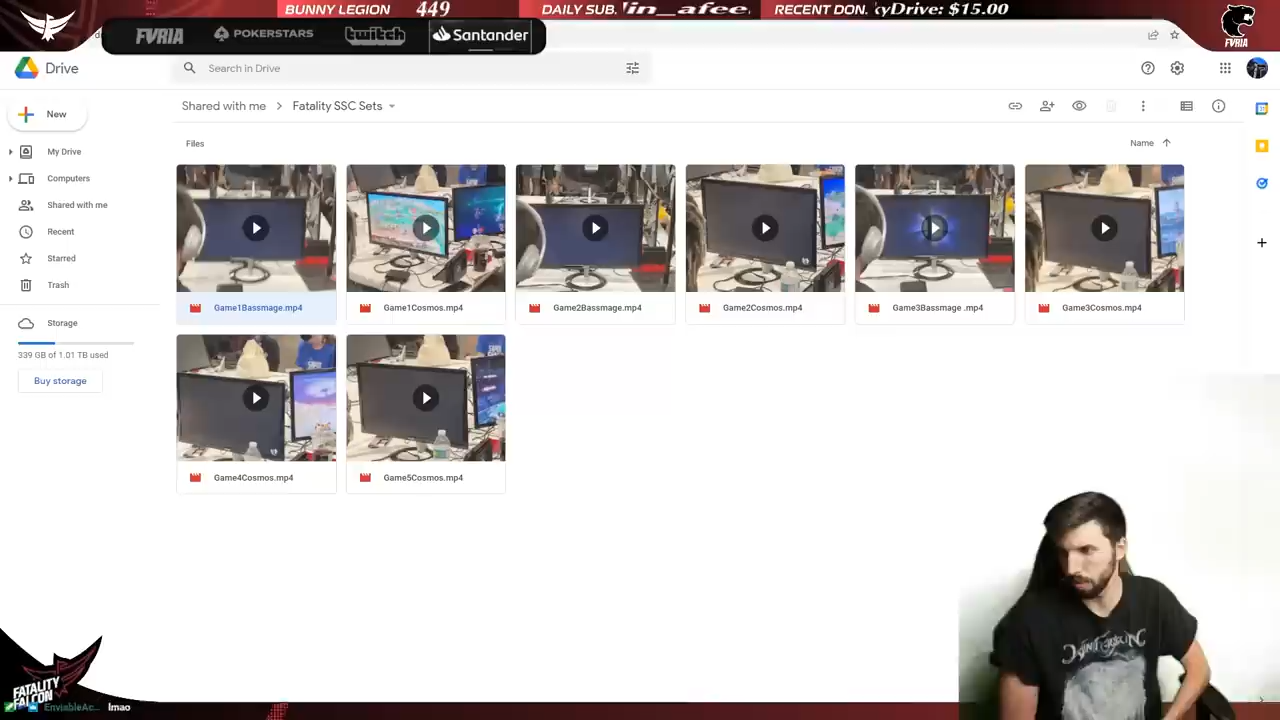 BUNNY LEGION 449
DAILY SUB. in_afee.
RECENT DON. kyDrive: $15.00
FVRIA POKERSTARS twitch Santander
FVRIA
Drive
Search in Drive
New
Shared with me Fatality SSC Sets
Files
Name
My Drive
Computers
Shared with me
Recent
Starred
Trash
Storage
339 GB of 1.01 TB used
Buy storage
Game1Bassmage.mp4
Game1Cosmos.mp4
Game2Bassmage.mp4
Game2Cosmos.mp4
Game3Bassmage .mp4
Game3Cosmos.mp4
Game4Cosmos.mp4
Game5Cosmos.mp4
FATALITY
FALCON
EnviableAc... lmao